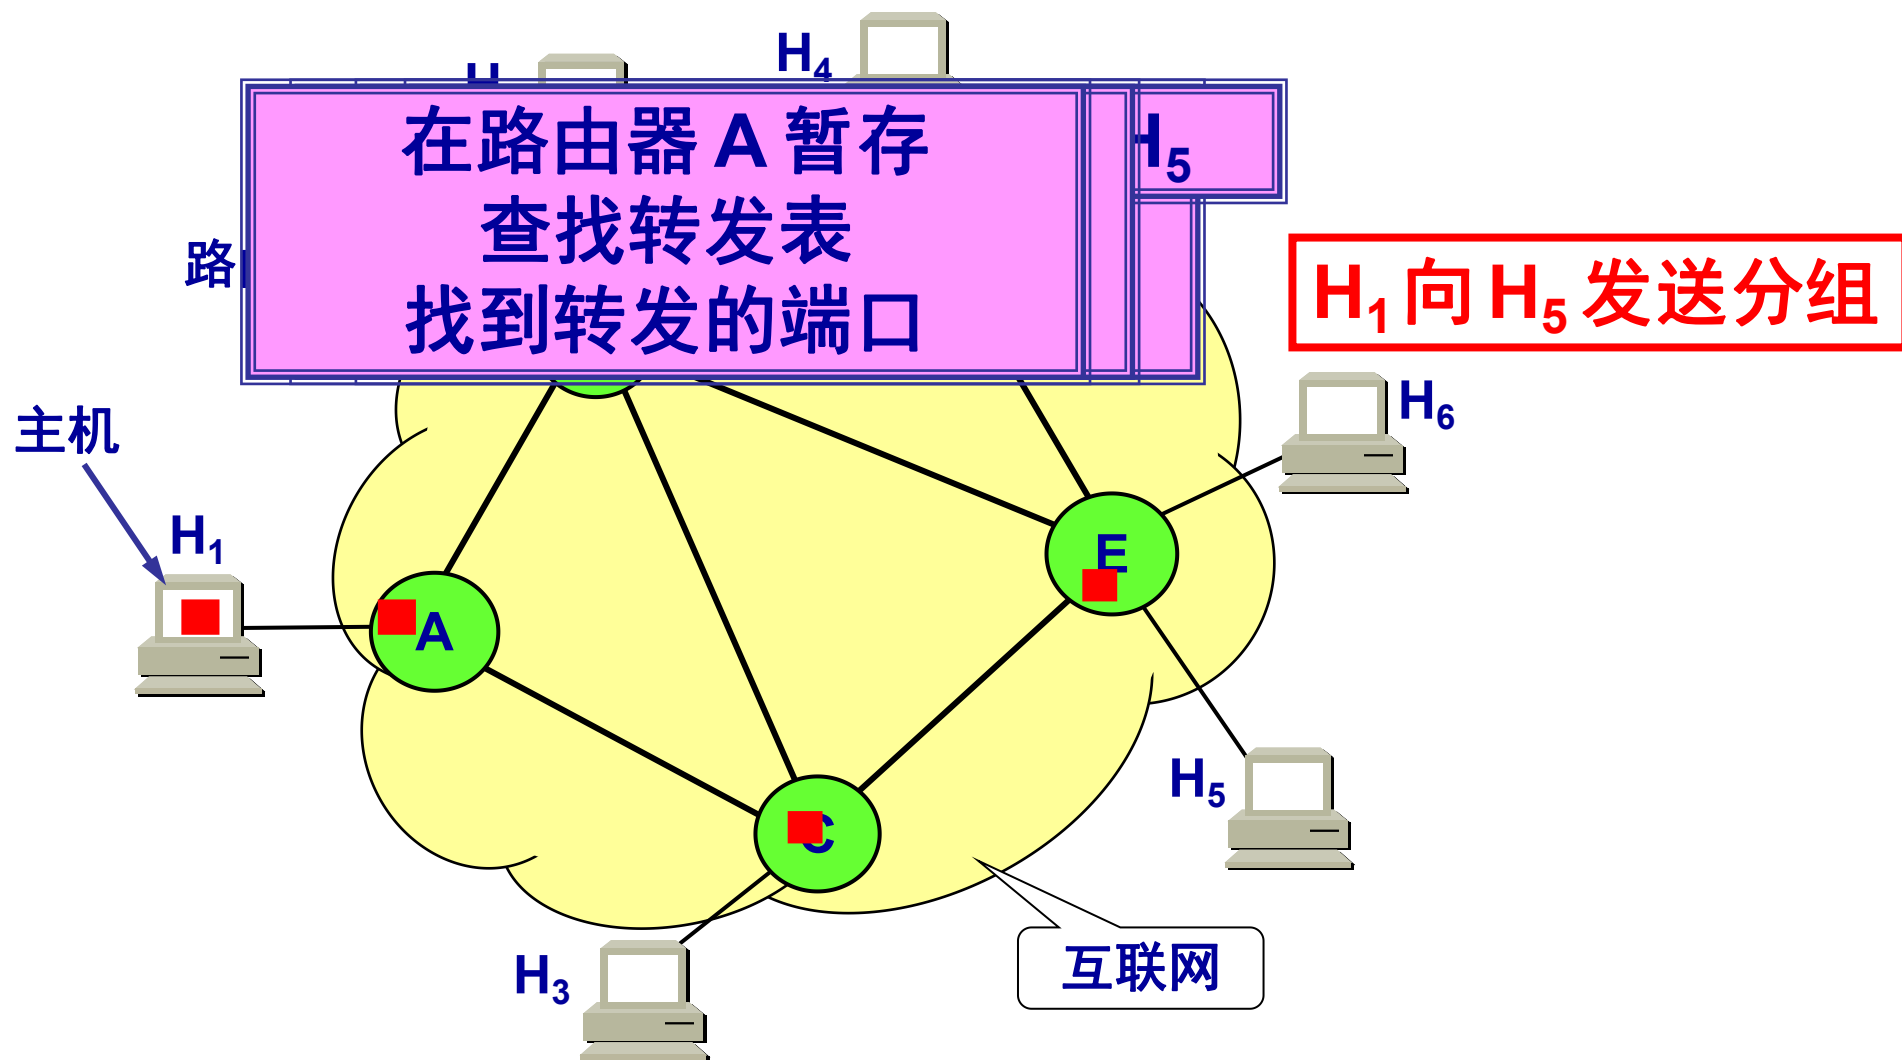 H4
H
在路由器 A 暂存
H5
查找转发表
路
找到转发的端口
H1 向 H5 发送分组
H6
主机
H1
E
A
H5
C
互联网
H3